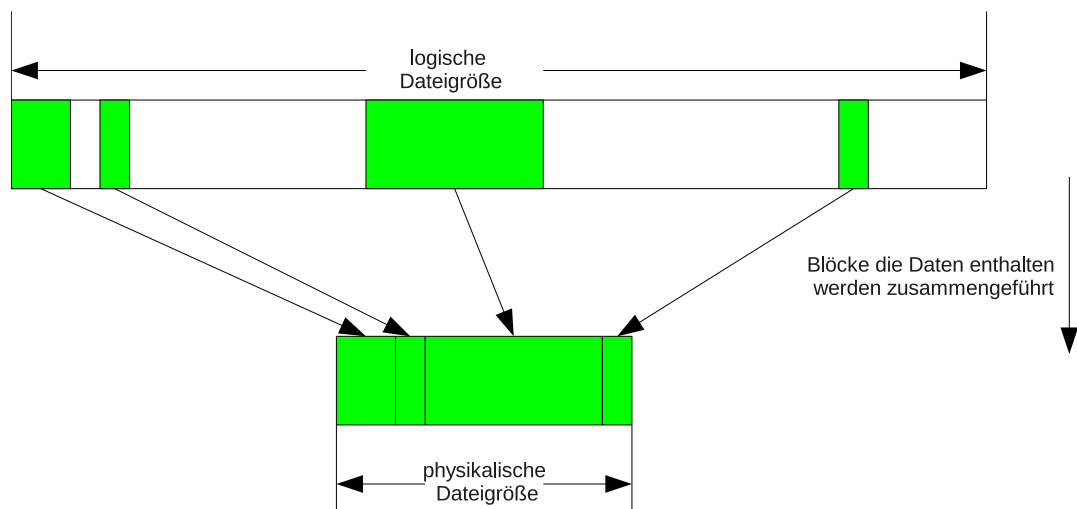 logische
Dateigröße
Blöcke die Daten enthalten
werden zusammengeführt
physikalische
Dateigröße